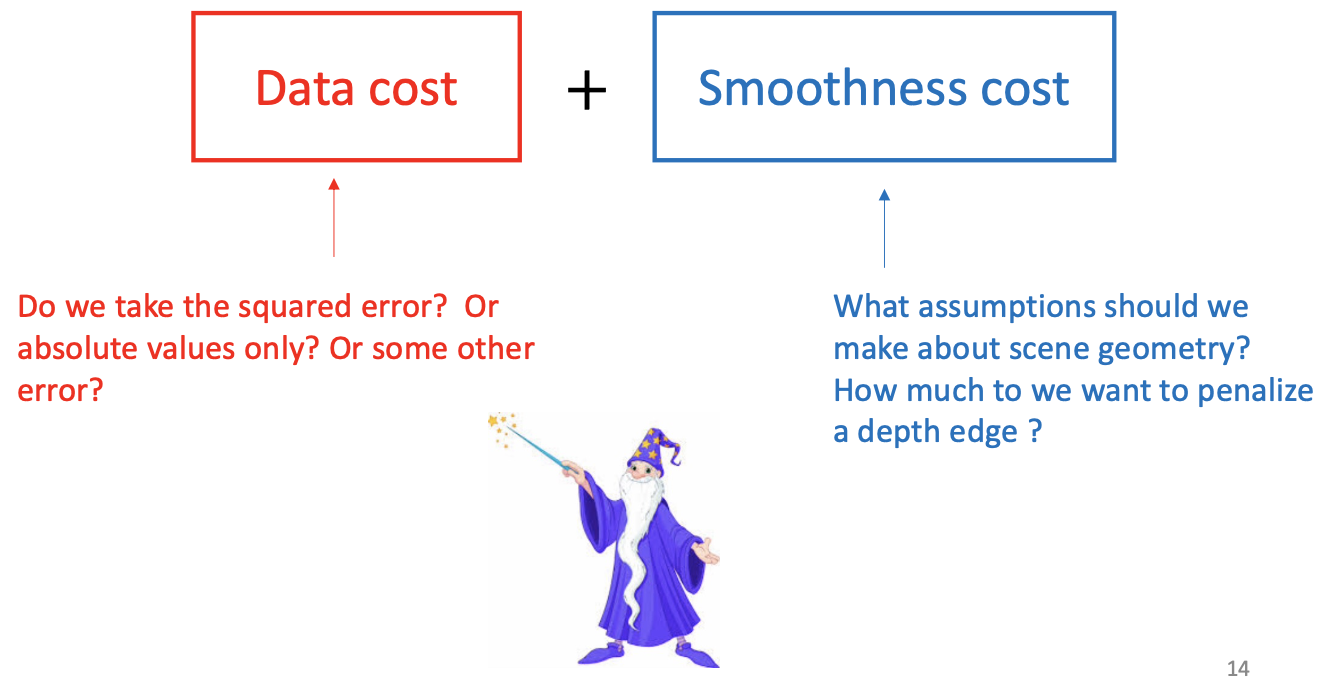 Data cost
+
Smoothness cost
Do we take the squared error?  Or
absolute values only? Or some other
error?
What assumptions should we
make about scene geometry?
How much to we want to penalize
a depth edge ?
14